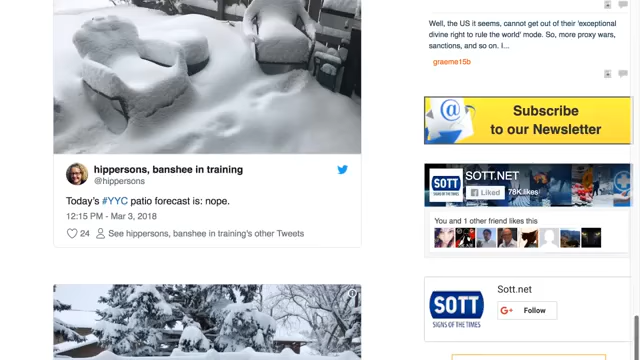 hippersons, banshee in training
@hippersons
Today's #YYC patio forecast is: nope.
12:15 PM - Mar 3, 2018
24 See hippersons, banshee in training's other Tweets
Well, the US it seems, cannot get out of their 'exceptional
divine right to rule the world' mode. So, more proxy wars,
sanctions, and so on. I...
graeme15b
@
Subscribe
to our Newsletter
SOTT
SOTT.NET
Liked 78K likes
You and 1 other friend likes this
SOTT
SIGNS OF THE TIMES
Sott.net
G+ Follow